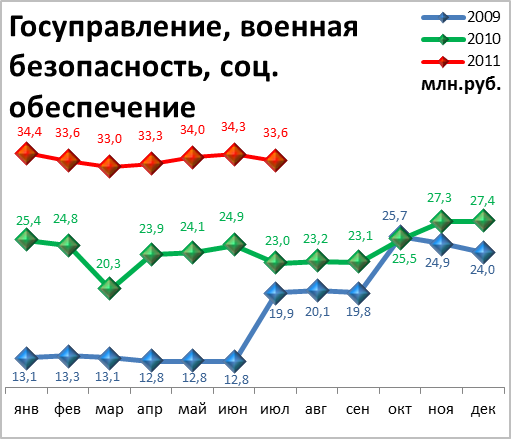 Госуправление, военная
безопасность, соц.
обеспечение
2009
2010
2011
млн.руб.
34,4 33,6 33,0 33,3 34,0 34,3 33,6
25,4 24,8 20,3 23,9 24,1 24,9 23,0 23,2 23,1 25,5 27,3 27,4
13,1 13,3 13,1 12,8 12,8 12,8 19,9 20,1 19,8 25,7 24,9 24,0
янв фев мар апр май июн июл авг сен окт ноя дек